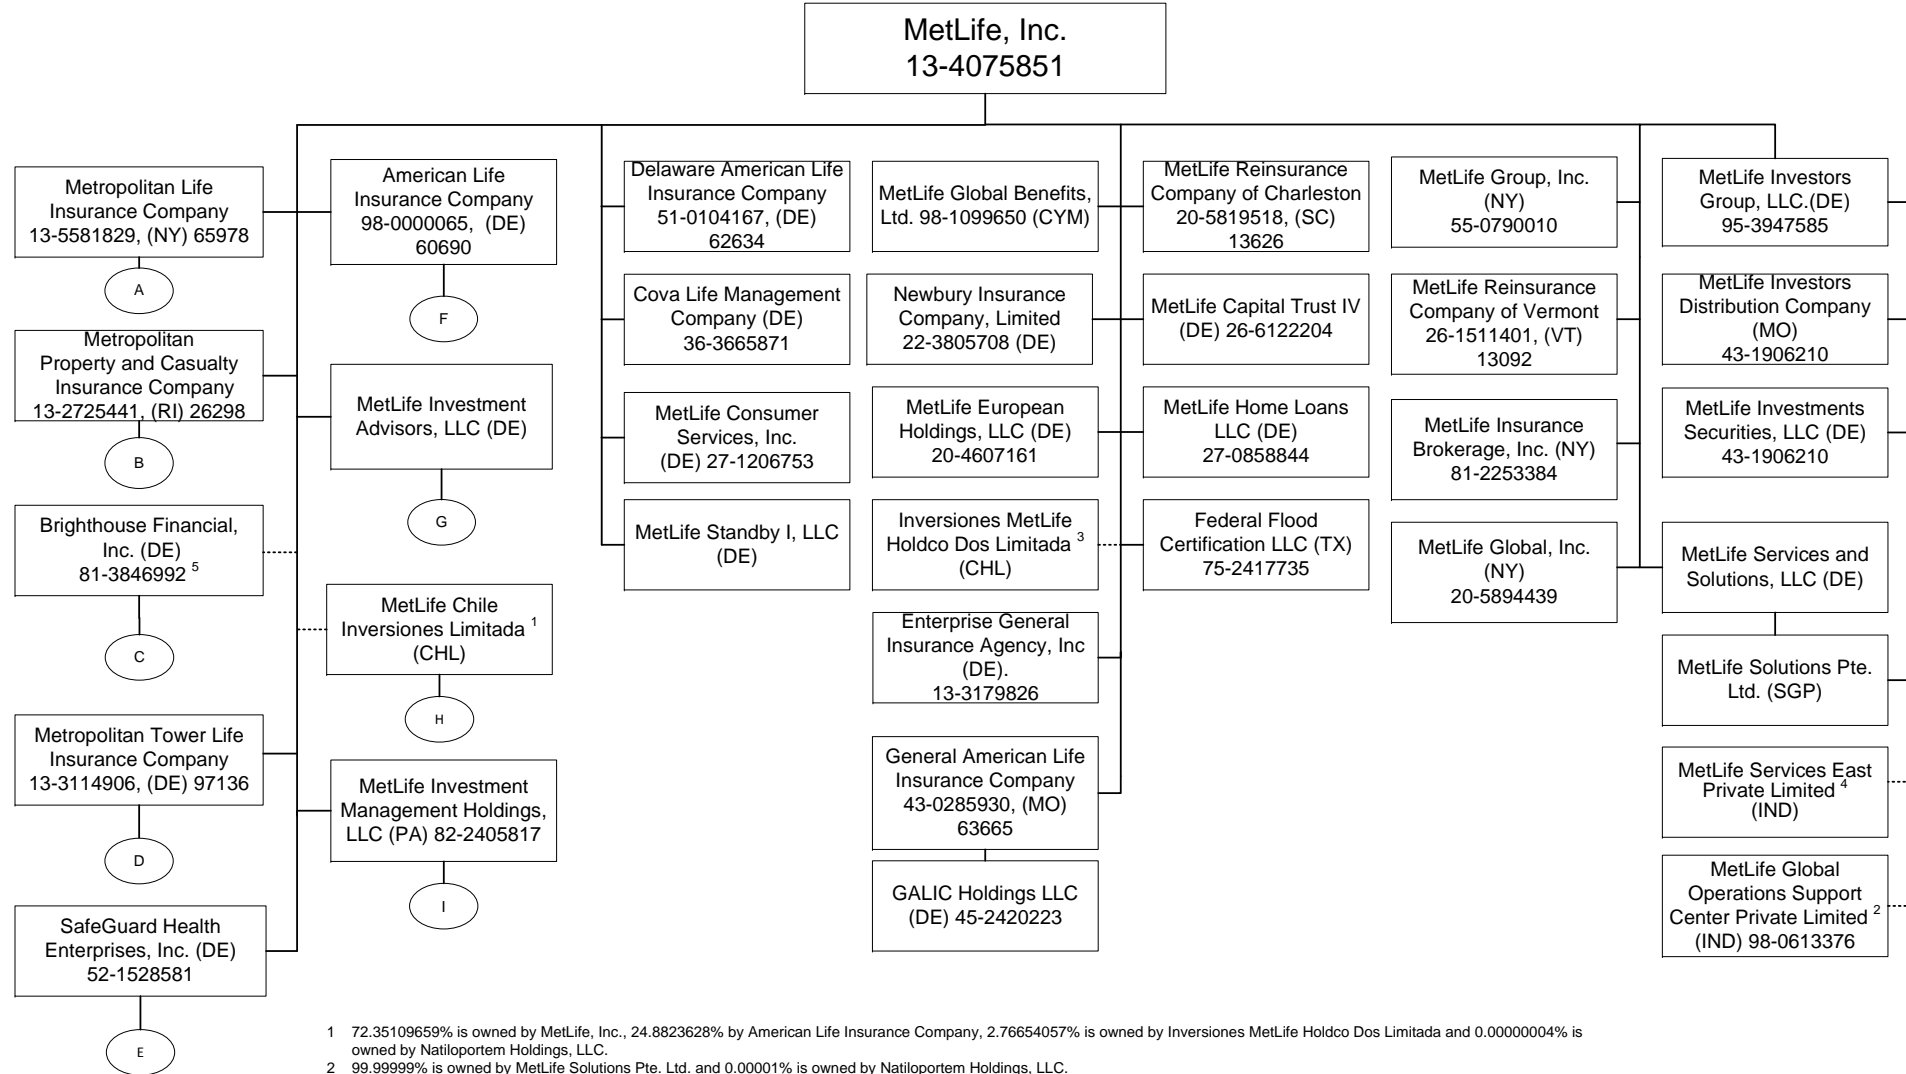 MetLife, Inc.
13-4075851
Metropolitan Life
Insurance Company
13-5581829, (NY) 65978
A
Metropolitan
Property and Casualty
Insurance Company
13-2725441, (RI) 26298
B
Brighthouse Financial,
Inc. (DE)
81-3846992 5
C
Metropolitan Tower Life
Insurance Company
13-3114906, (DE) 97136
D
SafeGuard Health
Enterprises, Inc. (DE)
52-1528581
E
American Life
Insurance Company
98-0000065, (DE)
60690
F
MetLife Investment
Advisors, LLC (DE)
G
MetLife Chile
Inversiones Limitada 1
(CHL)
H
MetLife Investment
Management Holdings,
LLC (PA) 82-2405817
I
Delaware American Life
Insurance Company
51-0104167, (DE)
62634
Cova Life Management
Company (DE)
36-3665871
MetLife Consumer
Services, Inc.
(DE) 27-1206753
MetLife Standby I, LLC
(DE)
MetLife Global Benefits,
Ltd. 98-1099650 (CYM)
Newbury Insurance
Company, Limited
22-3805708 (DE)
MetLife European
Holdings, LLC (DE)
20-4607161
Inversiones MetLife
Holdco Dos Limitada 3
(CHL)
Enterprise General
Insurance Agency, Inc
(DE).
13-3179826
General American Life
Insurance Company
43-0285930, (MO)
63665
GALIC Holdings LLC
(DE) 45-2420223
MetLife Reinsurance
Company of Charleston
20-5819518, (SC)
13626
MetLife Capital Trust IV
(DE) 26-6122204
MetLife Home Loans
LLC (DE)
27-0858844
Federal Flood
Certification LLC (TX)
75-2417735
MetLife Group, Inc.
(NY)
55-0790010
MetLife Reinsurance
Company of Vermont
26-1511401, (VT)
13092
MetLife Insurance
Brokerage, Inc. (NY)
81-2253384
MetLife Global, Inc.
(NY)
20-5894439
MetLife Investors
Group, LLC.(DE)
95-3947585
MetLife Investors
Distribution Company
(MO)
43-1906210
MetLife Investments
Securities, LLC (DE)
43-1906210
MetLife Services and
Solutions, LLC (DE)
MetLife Solutions Pte.
Ltd. (SGP)
MetLife Services East
Private Limited 4
(IND)
MetLife Global
Operations Support
Center Private Limited 2
(IND) 98-0613376
1 72.35109659% is owned by MetLife, Inc., 24.8823628% by American Life Insurance Company, 2.76654057% is owned by Inversiones MetLife Holdco Dos Limitada and 0.00000004% is
owned by Natiloportem Holdings, LLC.
2 99.99999% is owned by MetLife Solutions Pte. Ltd. and 0.00001% is owned by Natiloportem Holdings, LLC.